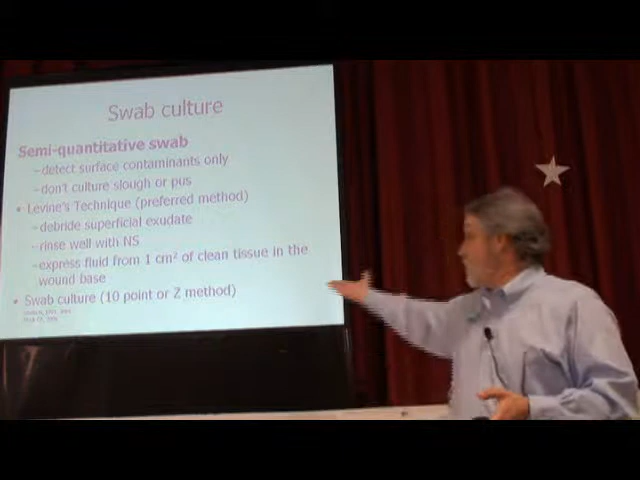 Swab culture
Semi-quantitative swab
–detect surface contaminants only
–don't culture slough or pus
• Levine's Technique (preferred method)
–debride superficial exudate
–rinse well with NS
–express fluid from 1 cm² of clean tissue in the
wound base
• Swab culture (10 point or Z method)